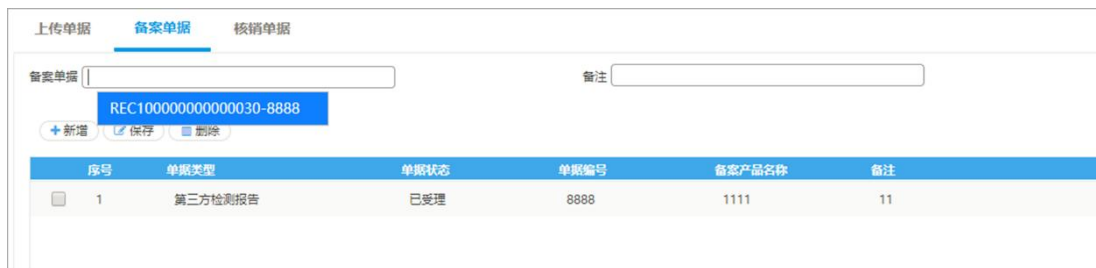 上传单据 备案单据 核销单据
备案单据 备注
REC100000000000030-8888
新增 保存 删除
序号 单据类型 单据状态 单据编号 备案产品名称 备注
1 第三方检测报告 已受理 8888 1111 11